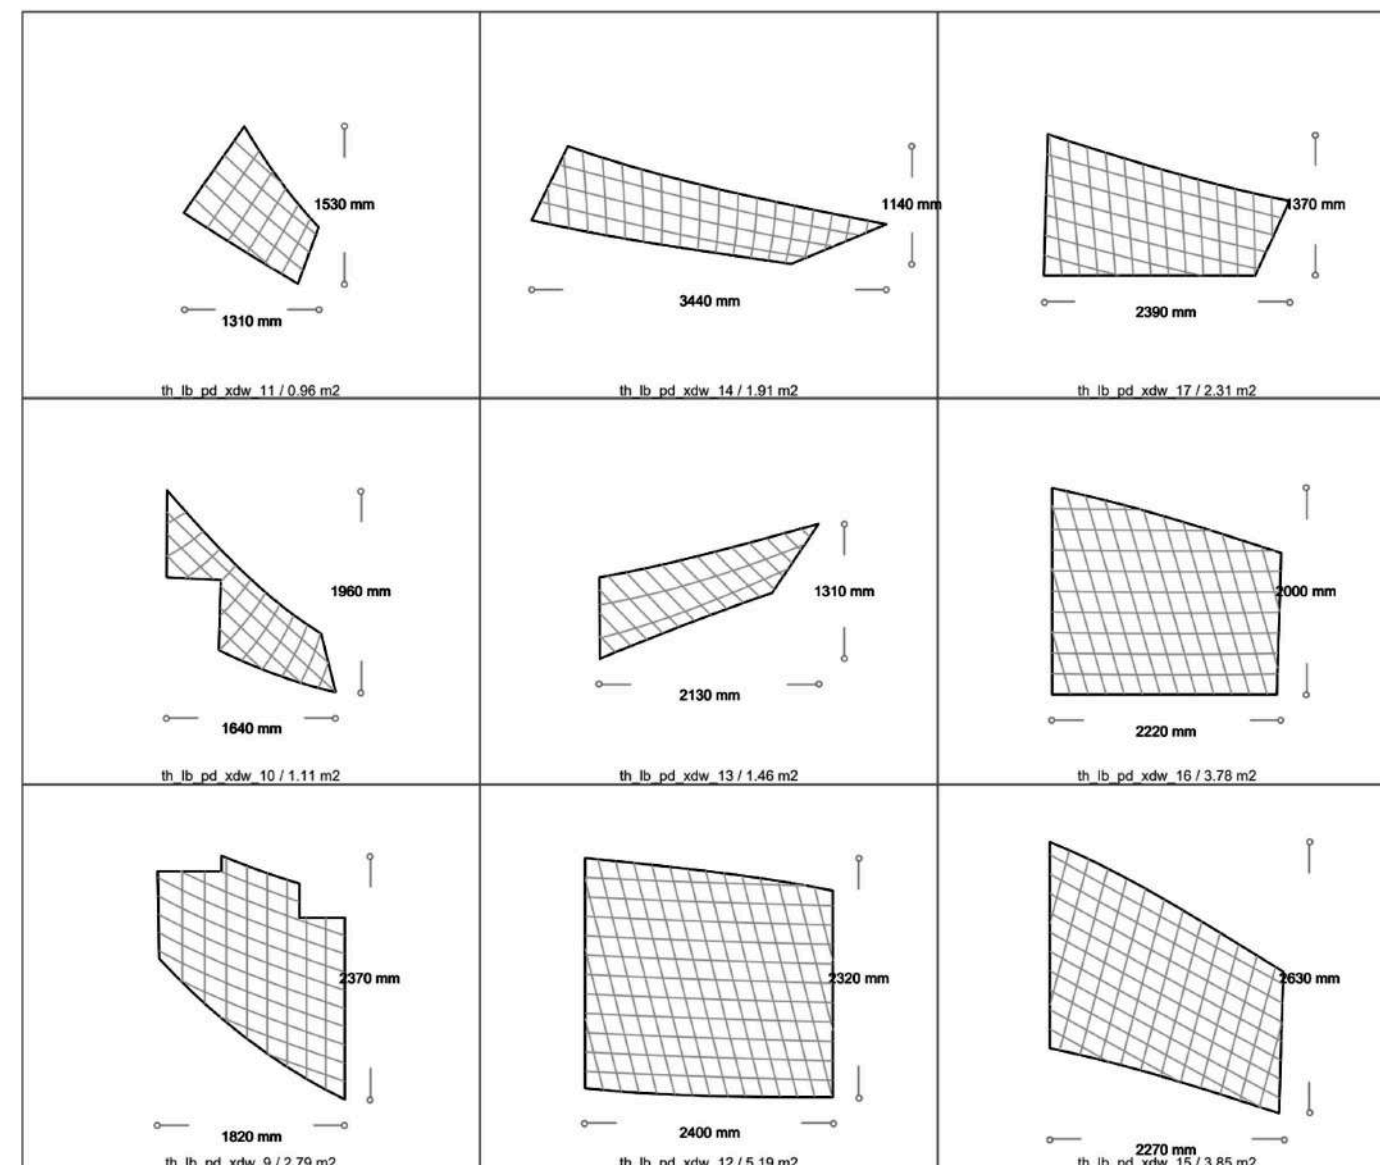 1530 mm
1310 mm
th_lb_pd_xdw_11 / 0.96 m2
1140 mm
3440 mm
th_lb_pd_xdw_14 / 1.91 m2
1370 mm
2390 mm
th_lb_pd_xdw_17 / 2.31 m2
1960 mm
1640 mm
th_lb_pd_xdw_10 / 1.11 m2
1310 mm
2130 mm
th_lb_pd_xdw_13 / 1.46 m2
2000 mm
2220 mm
th_lb_pd_xdw_16 / 3.78 m2
2370 mm
1820 mm
th_lb_pd_xdw_9 / 2.79 m2
2320 mm
2400 mm
th_lb_pd_xdw_12 / 5.19 m2
2630 mm
2270 mm
th_lb_pd_xdw_15 / 3.85 m2